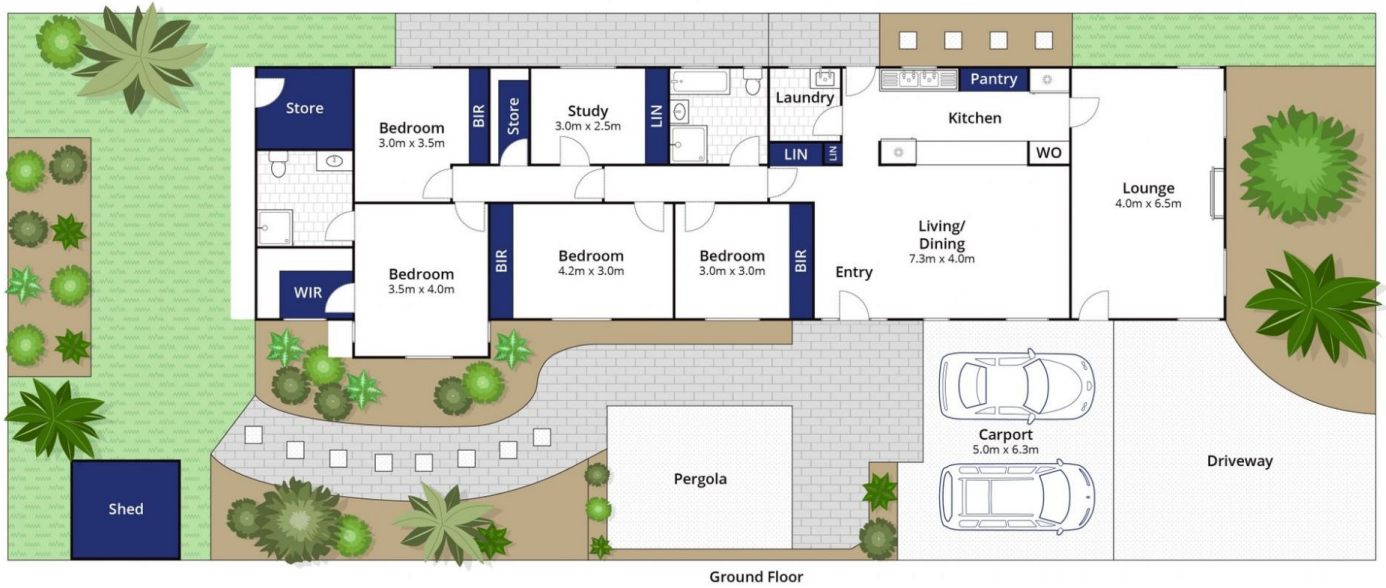 Store
Bedroom
3.0m x 3.5m
BIR
Store
Study
3.0m x 2.5m
LIN
Laundry
LIN
LIN
Pantry
Kitchen
WO
Lounge
4.0m x 6.5m
Living/
Dining
7.3m x 4.0m
Entry
WIR
Bedroom
3.5m x 4.0m
BIR
Bedroom
4.2m x 3.0m
Bedroom
3.0m x 3.0m
BIR
Carport
5.0m x 6.3m
Driveway
Pergola
Shed
Ground Floor